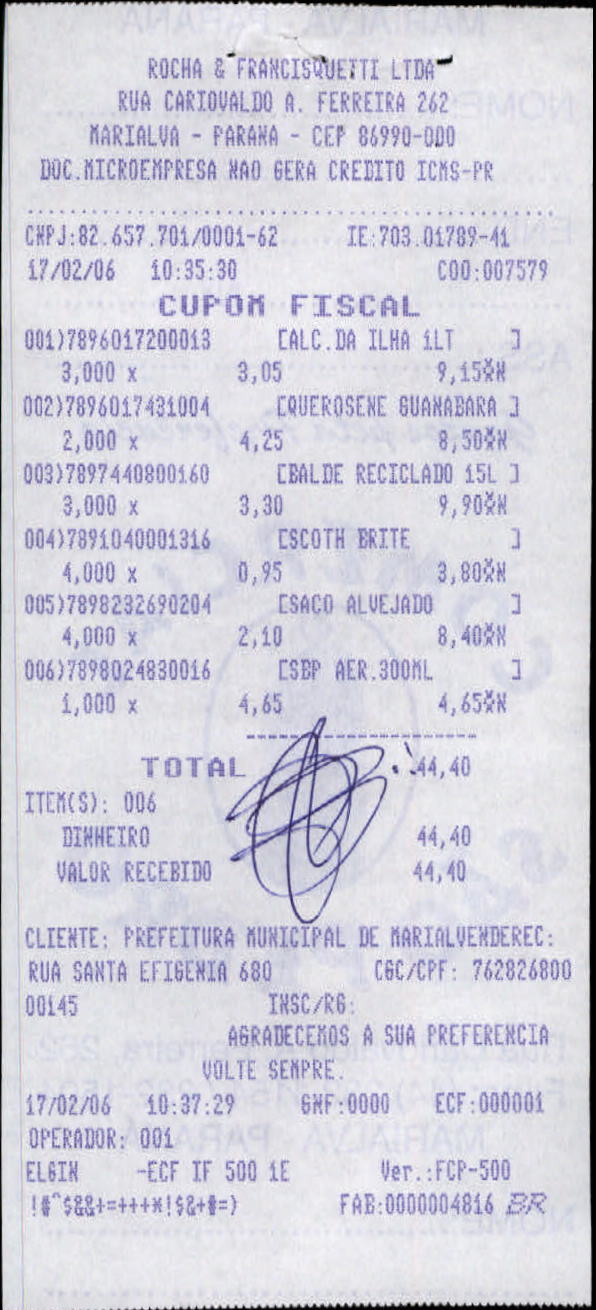 ROCHA & FRANCISQUETTI LTDA
RUA CARIOVALDO A. FERREIRA 262
MARIALVA - PARANA - CEP 86990-000
DOC.MICROEMPRESA NAO GERA CREDITO ICMS-PR
CNPJ:82.657.701/0001-62 IE:703.01789-41
17/02/06 10:35:30 COO:007579
CUPOM FISCAL
001)7896017200013 [ALC.DA ILHA 1LT ]
3,000 x 3,05 9,15¤N
002)7896017431004 [QUEROSENE GUANABARA ]
2,000 x 4,25 8,50¤N
003)7897440800160 [BALDE RECICLADO 15L ]
3,000 x 3,30 9,90¤N
004)7891040001316 [SCOTH BRITE ]
4,000 x 0,95 3,80¤N
005)7898232690204 [SACO ALVEJADO ]
4,000 x 2,10 8,40¤N
006)7898024830016 [SBP AER.300ML ]
1,000 x 4,65 4,65¤N
TOTAL 44,40
ITEM(S): 006
DINHEIRO 44,40
VALOR RECEBIDO 44,40
CLIENTE: PREFEITURA MUNICIPAL DE MARIALVENDEREC:
RUA SANTA EFIGENIA 680 CGC/CPF: 762826800
00145 INSC/RG:
AGRADECEMOS A SUA PREFERENCIA
VOLTE SEMPRE.
17/02/06 10:37:29 GNF:0000 ECF:000001
OPERADOR: 001
ELGIN -ECF IF 500 1E Ver.:FCP-500
!#^$&&+=+++*!$&+#=) FAB:0000004816 BR